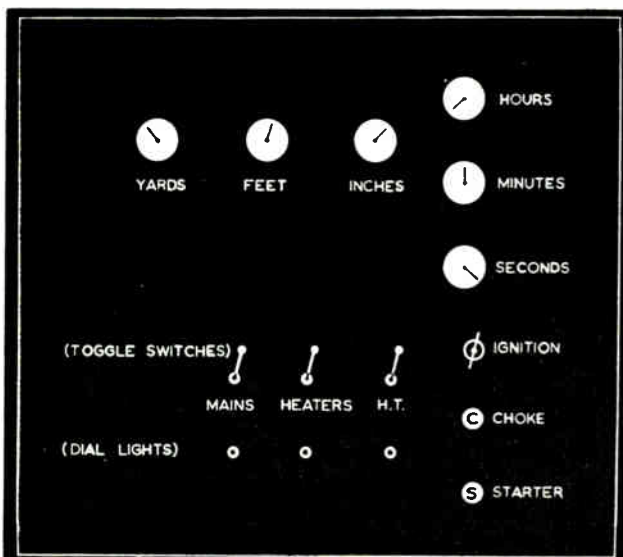 HOURS
YARDS FEET INCHES
MINUTES
SECONDS
(TOGGLE SWITCHES)
IGNITION
MAINS HEATERS H.T.
C CHOKE
(DIAL LIGHTS)
S STARTER